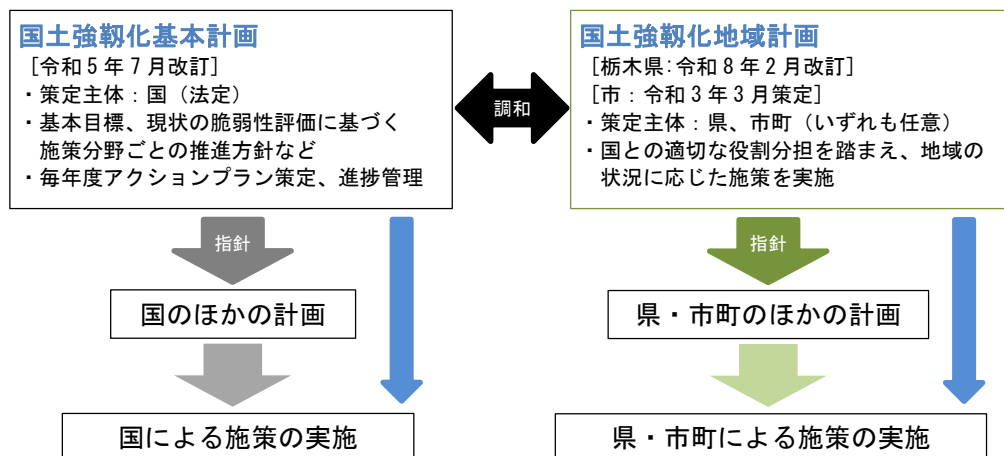 国土強靱化基本計画
[令和5年7月改訂]
・策定主体：国（法定）
・基本目標、現状の脆弱性評価に基づく
施策分野ごとの推進方針など
・毎年度アクションプラン策定、進捗管理
調和
国土強靱化地域計画
[栃木県:令和8年2月改訂]
[市：令和3年3月策定]
・策定主体：県、市町（いずれも任意）
・国との適切な役割分担を踏まえ、地域の
状況に応じた施策を実施
指針
指針
国のほかの計画
県・市町のほかの計画
国による施策の実施
県・市町による施策の実施